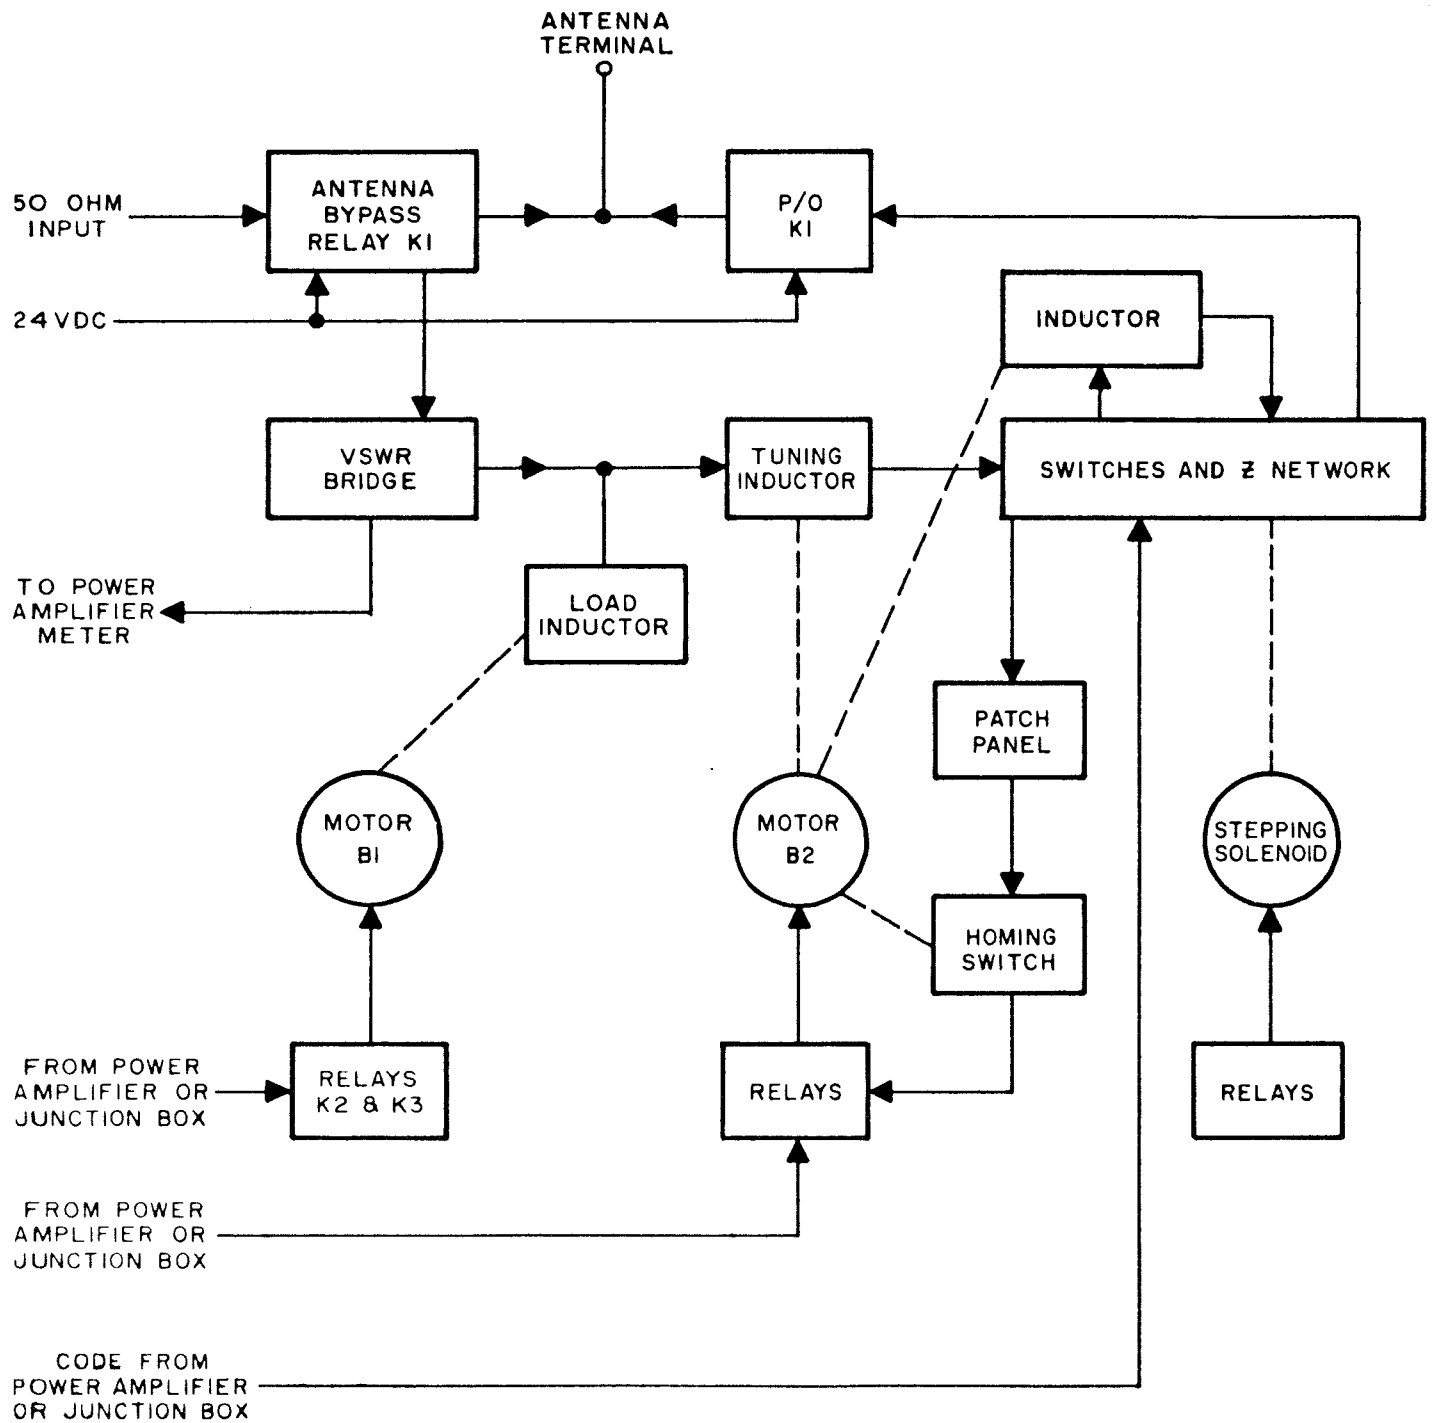 ANTENNA
TERMINAL
50 OHM
INPUT
ANTENNA
BYPASS
RELAY K1
P/O
K1
24 VDC
INDUCTOR
VSWR
BRIDGE
TUNING
INDUCTOR
SWITCHES AND Z NETWORK
TO POWER
AMPLIFIER
METER
LOAD
INDUCTOR
PATCH
PANEL
MOTOR
B1
MOTOR
B2
STEPPING
SOLENOID
HOMING
SWITCH
FROM POWER
AMPLIFIER OR
JUNCTION BOX
RELAYS
K2 & K3
RELAYS
RELAYS
FROM POWER
AMPLIFIER OR
JUNCTION BOX
CODE FROM
POWER AMPLIFIER
OR JUNCTION BOX